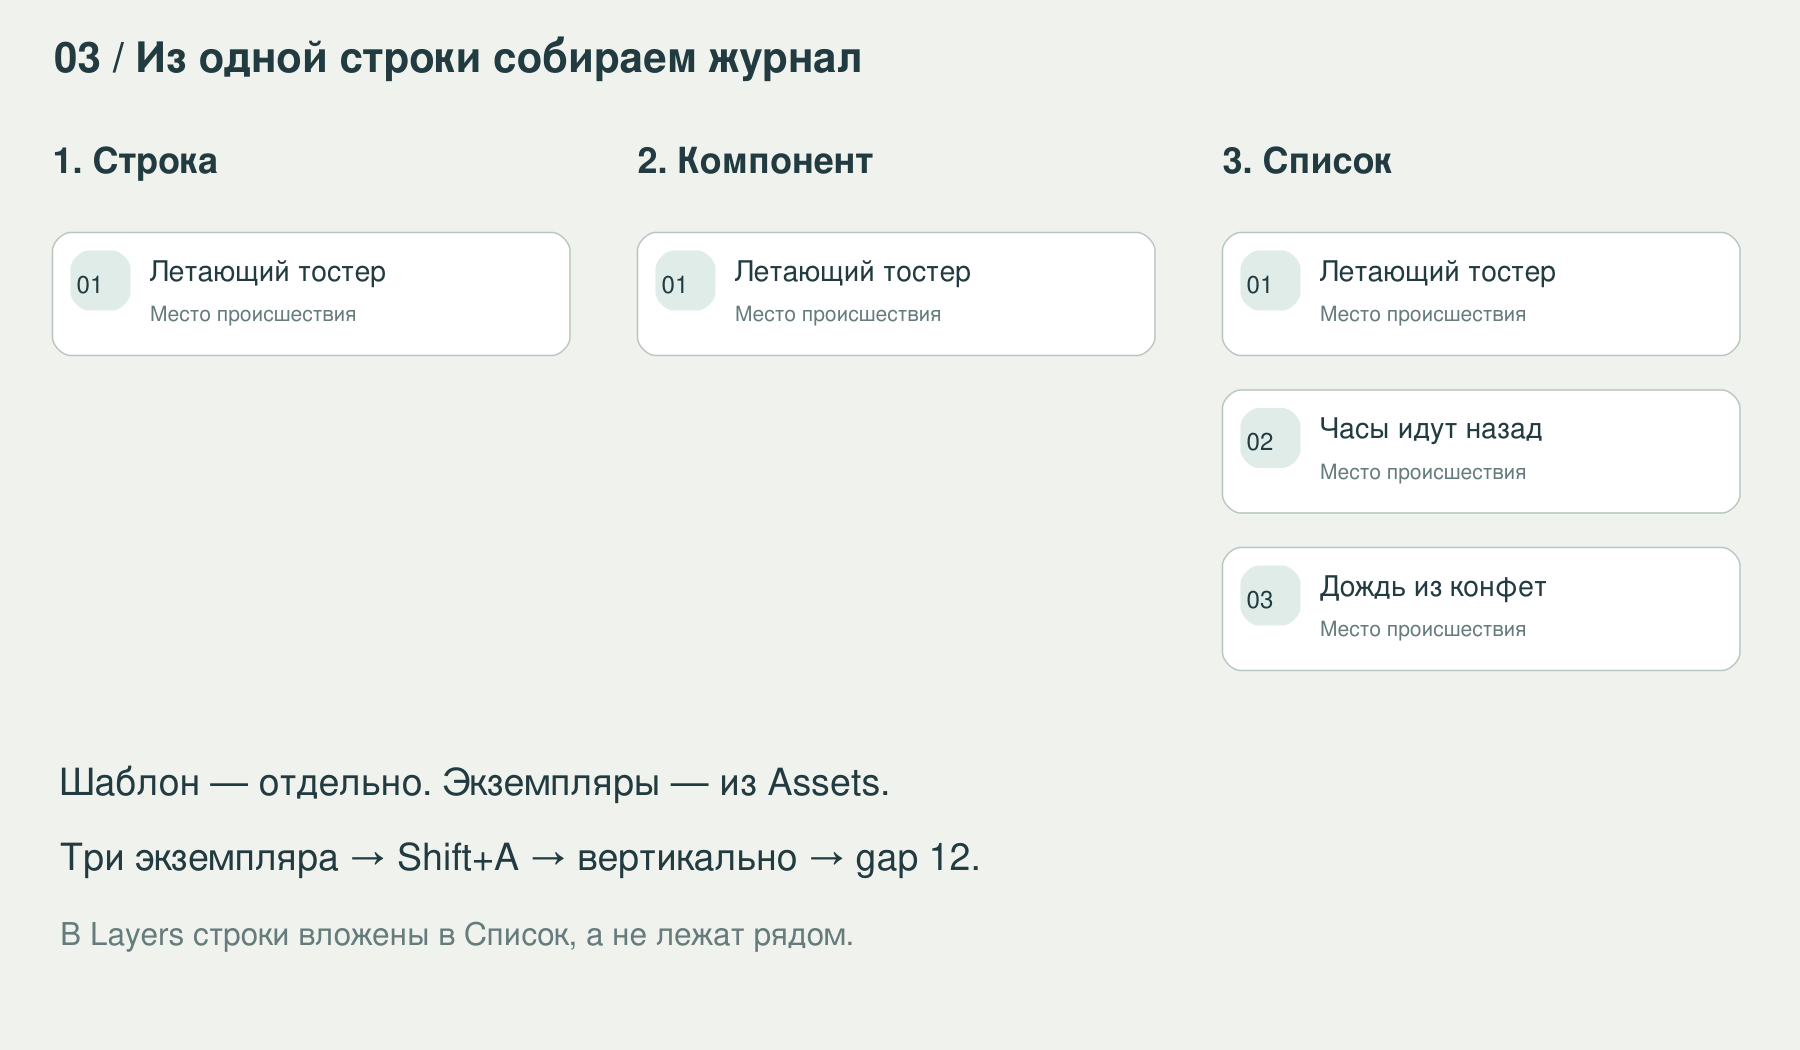 03 / Из одной строки собираем журнал
1. Строка
01
Летающий тостер
Место происшествия
2. Компонент
01
Летающий тостер
Место происшествия
3. Список
01
Летающий тостер
Место происшествия
02
Часы идут назад
Место происшествия
03
Дождь из конфет
Место происшествия
Шаблон — отдельно. Экземпляры — из Assets.
Три экземпляра → Shift+A → вертикально → gap 12.
В Layers строки вложены в Список, а не лежат рядом.